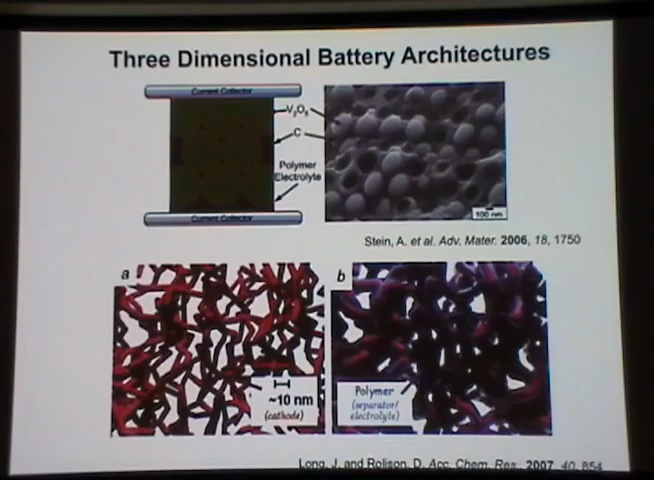 Three Dimensional Battery Architectures
Current Collector
V₂O₅
C
Polymer
Electrolyte
Current Collector
100 nm
Stein, A. et al. Adv. Mater. 2006, 18, 1750
a
b
~10 nm
(cathode)
Polymer
(separator/
electrolyte)
Long, J. and Rolison, D. Acc. Chem. Res. 2007, 40, 854